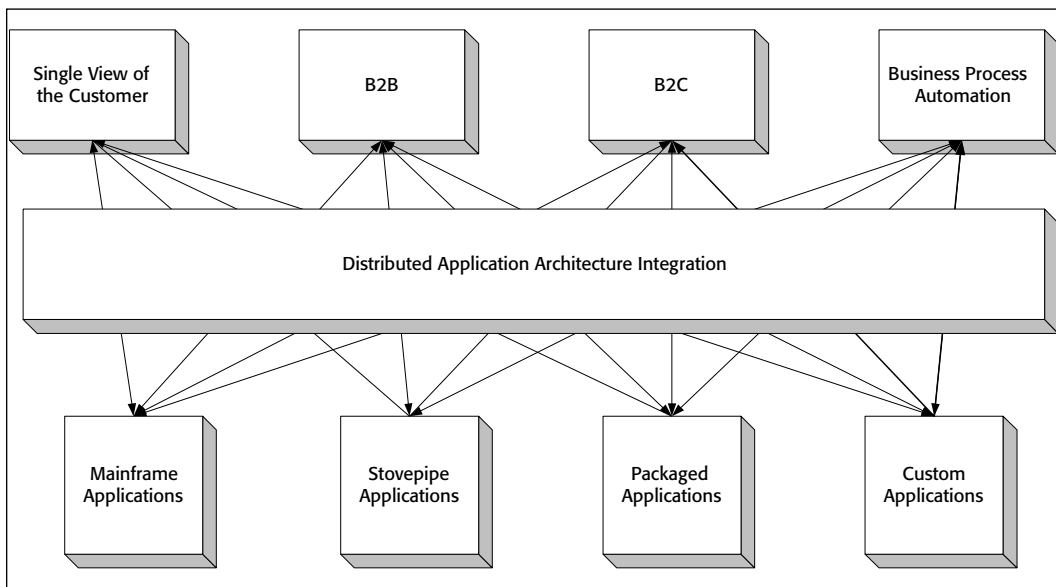 Single View of
the Customer
B2B
B2C
Business Process
Automation
Distributed Application Architecture Integration
Mainframe
Applications
Stovepipe
Applications
Packaged
Applications
Custom
Applications